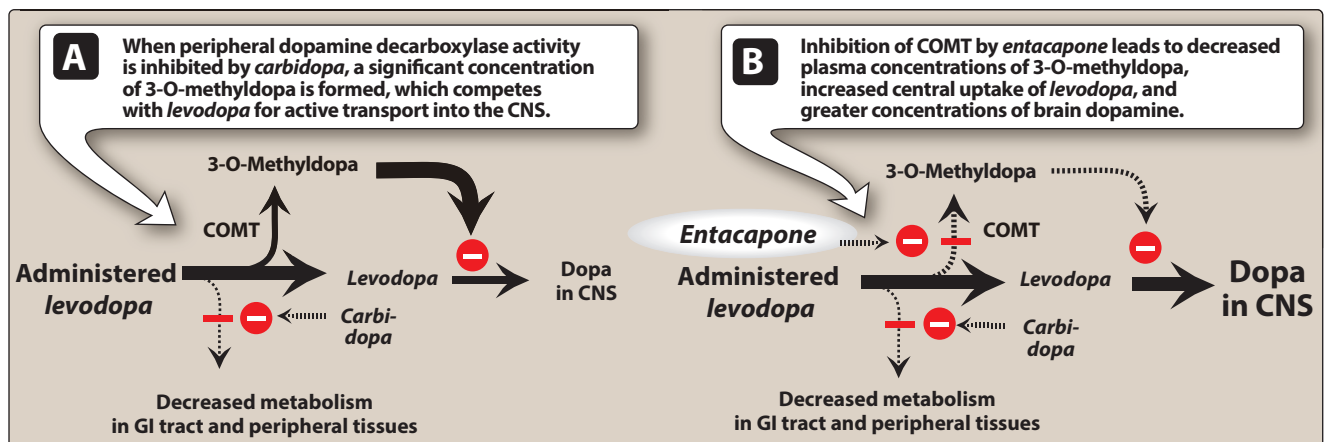 A
When peripheral dopamine decarboxylase activity
is inhibited by carbidopa, a significant concentration
of 3-O-methyldopa is formed, which competes
with levodopa for active transport into the CNS.
3-O-Methyldopa
COMT
Administered
levodopa
Levodopa
Dopa
in CNS
Carbi-
dopa
Decreased metabolism
in GI tract and peripheral tissues
B
Inhibition of COMT by entacapone leads to decreased
plasma concentrations of 3-O-methyldopa,
increased central uptake of levodopa, and
greater concentrations of brain dopamine.
3-O-Methyldopa
Entacapone
COMT
Administered
levodopa
Levodopa
Dopa
in CNS
Carbi-
dopa
Decreased metabolism
in GI tract and peripheral tissues